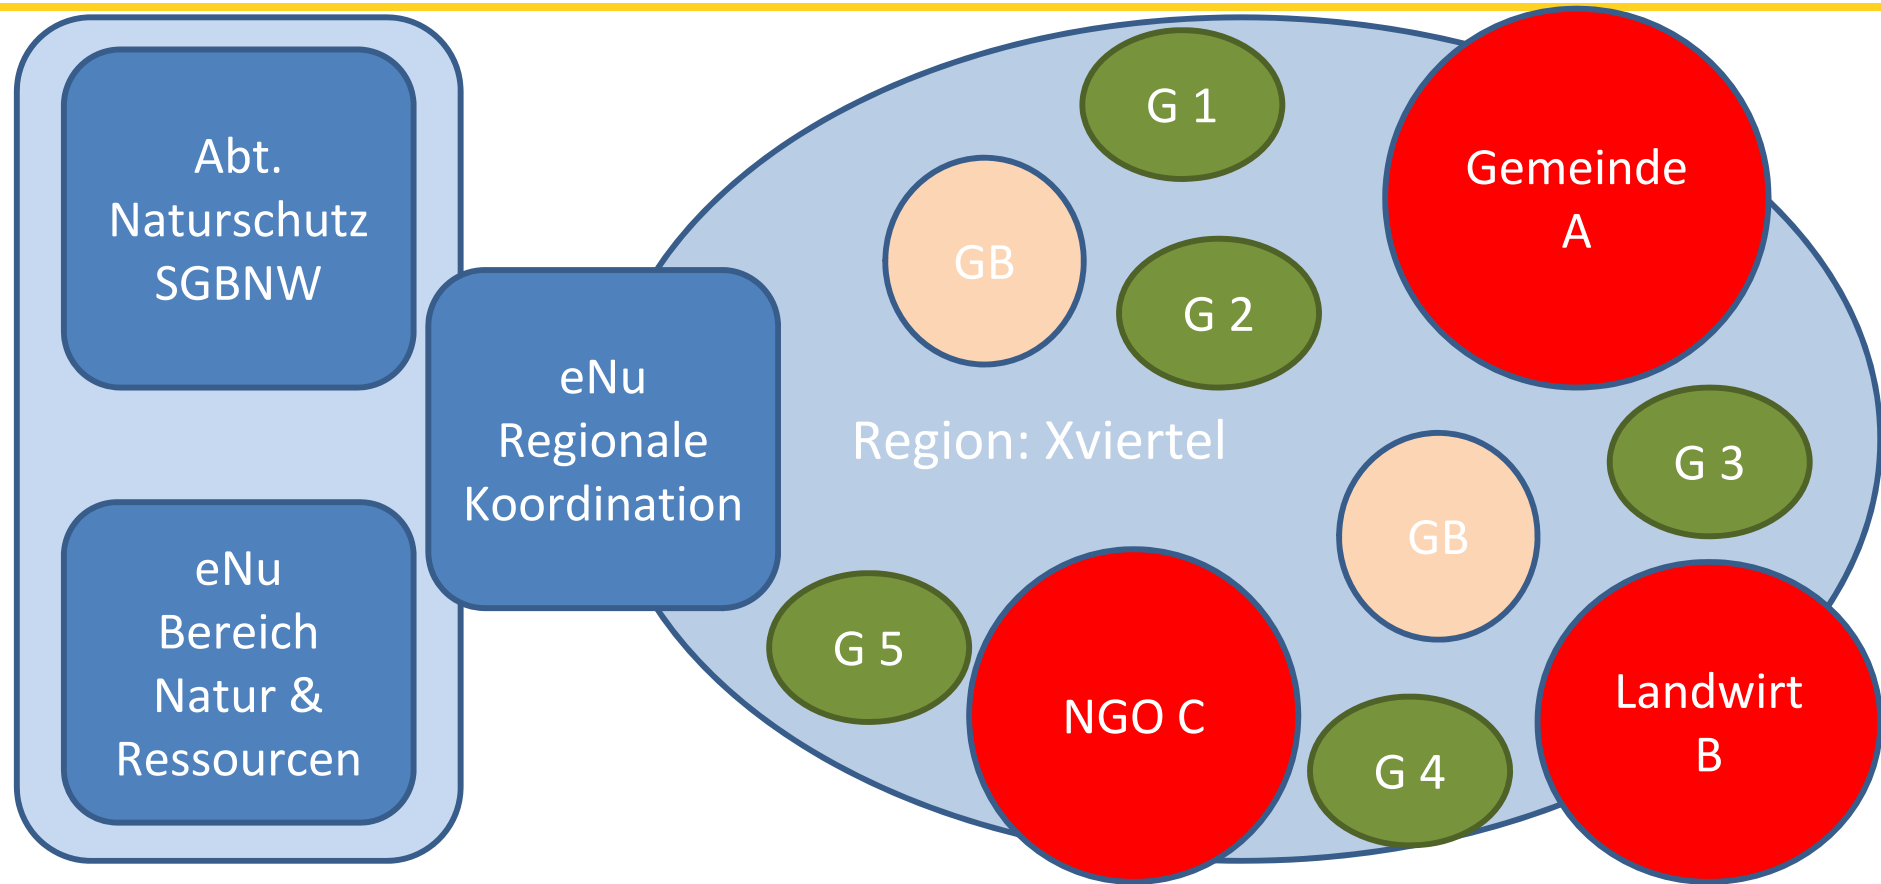 Abt.
Naturschutz
SGBNW
eNu
Bereich
Natur &
Ressourcen
eNu
Regionale
Koordination
Region: Xviertel
G 1
GB
G 2
Gemeinde
A
G 3
GB
G 5
NGO C
G 4
Landwirt
B